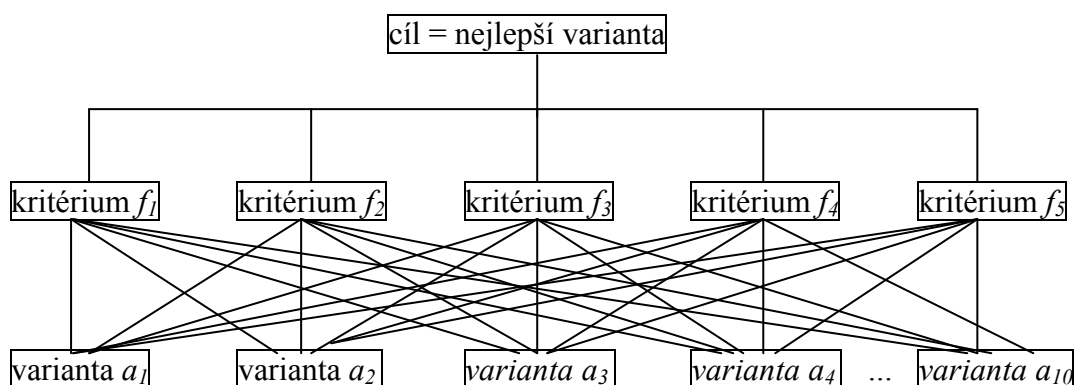 cíl = nejlepší varianta
kritérium f1 kritérium f2 kritérium f3 kritérium f4 kritérium f5
varianta a1 varianta a2 varianta a3 varianta a4 ... varianta a10